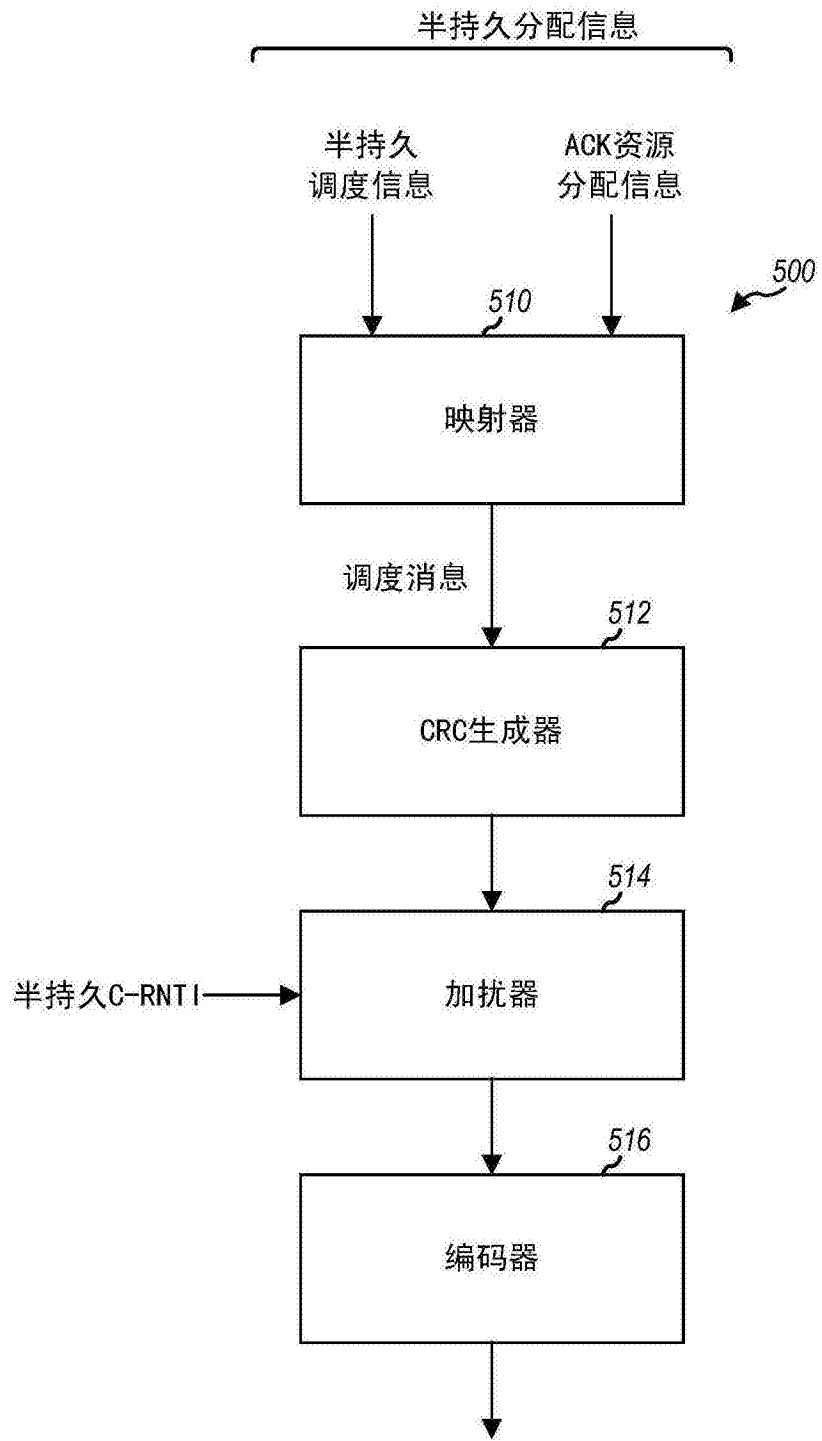 半持久分配信息
半持久
调度信息
ACK资源
分配信息
500
510
映射器
调度消息
512
CRC生成器
514
半持久C-RNTI
加扰器
516
编码器